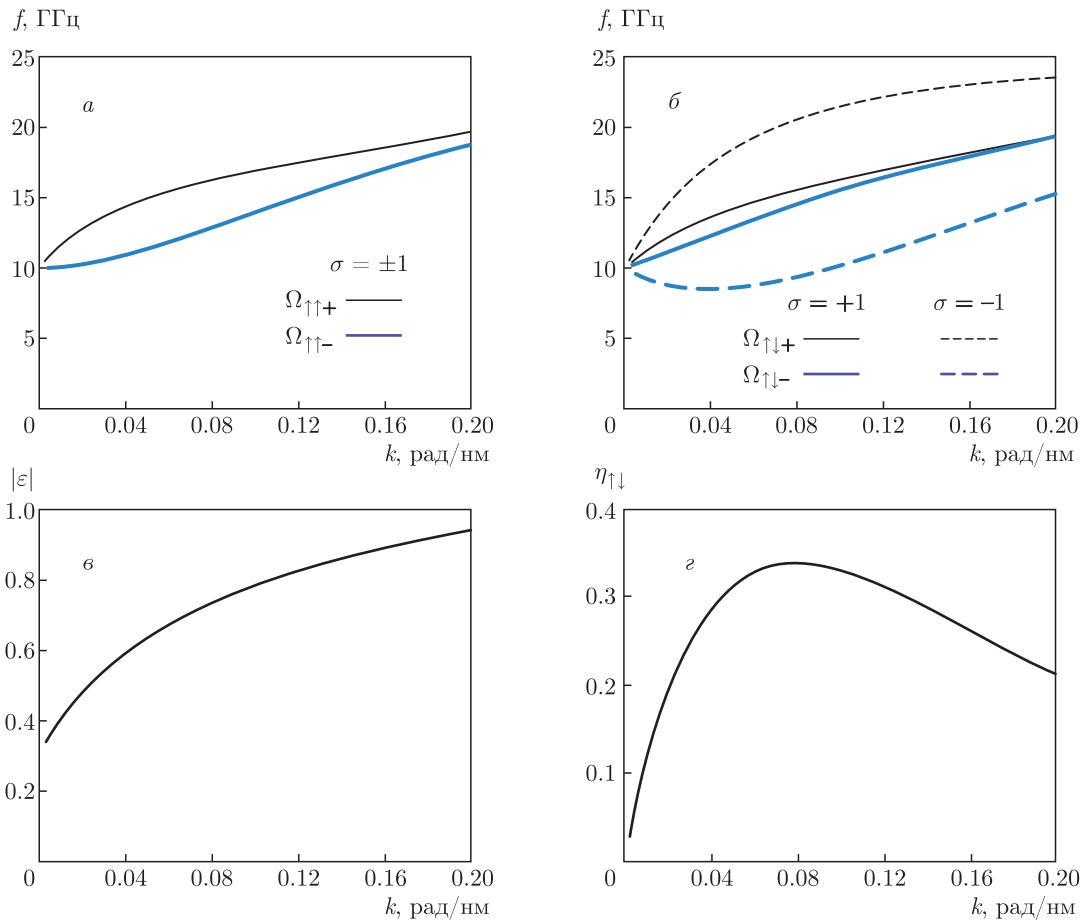 f, ГГц
25
20
15
10
5
0
0.04
0.08
0.12
0.16
0.20
k, рад/нм
а
σ = ±1
Ω↑↑+
Ω↑↑−
f, ГГц
25
20
15
10
5
0
0.04
0.08
0.12
0.16
0.20
k, рад/нм
б
σ = +1 σ = −1
Ω↑↓+
Ω↑↓−
|ε|
1.0
0.8
0.6
0.4
0.2
0
0.04
0.08
0.12
0.16
0.20
k, рад/нм
в
η↑↓
0.4
0.3
0.2
0.1
0
0.04
0.08
0.12
0.16
0.20
k, рад/нм
г